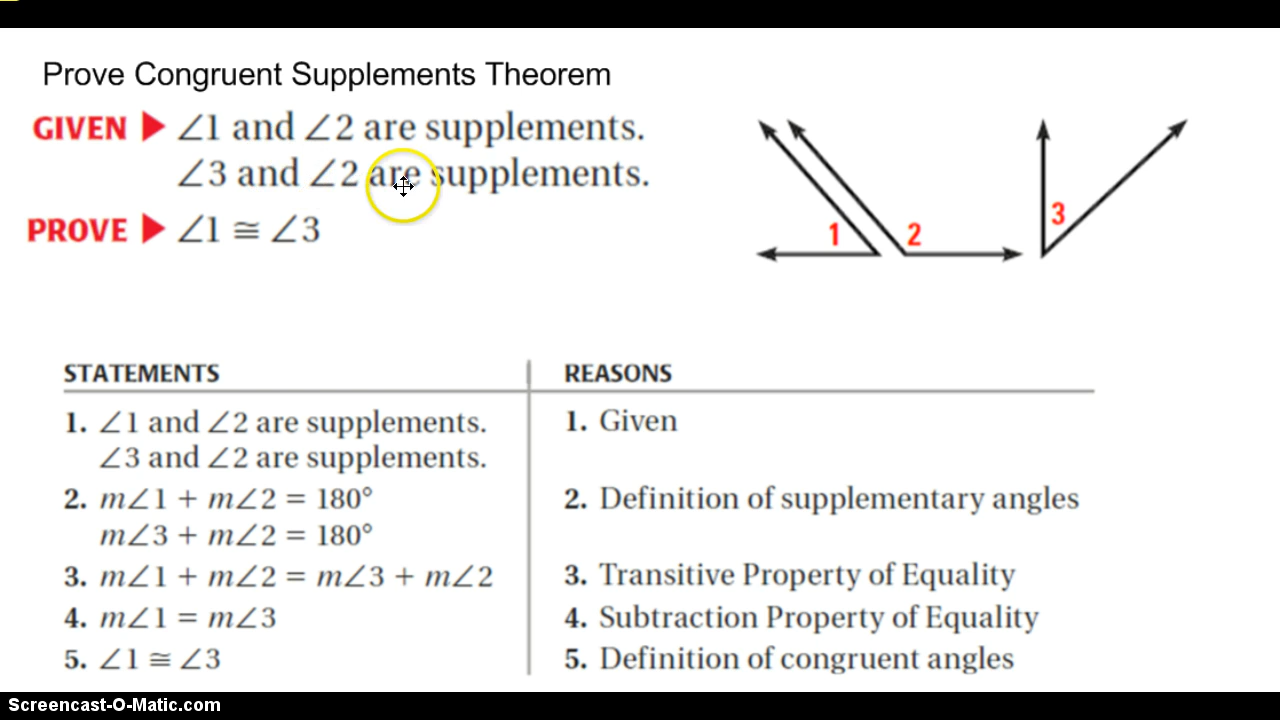 Prove Congruent Supplements Theorem
GIVEN ▶ ∠1 and ∠2 are supplements.
∠3 and ∠2 are supplements.
PROVE ▶ ∠1 ≅ ∠3
1 2 3
STATEMENTS REASONS
1. ∠1 and ∠2 are supplements. 1. Given
∠3 and ∠2 are supplements.
2. m∠1 + m∠2 = 180° 2. Definition of supplementary angles
m∠3 + m∠2 = 180°
3. m∠1 + m∠2 = m∠3 + m∠2 3. Transitive Property of Equality
4. m∠1 = m∠3 4. Subtraction Property of Equality
5. ∠1 ≅ ∠3 5. Definition of congruent angles
Screencast-O-Matic.com